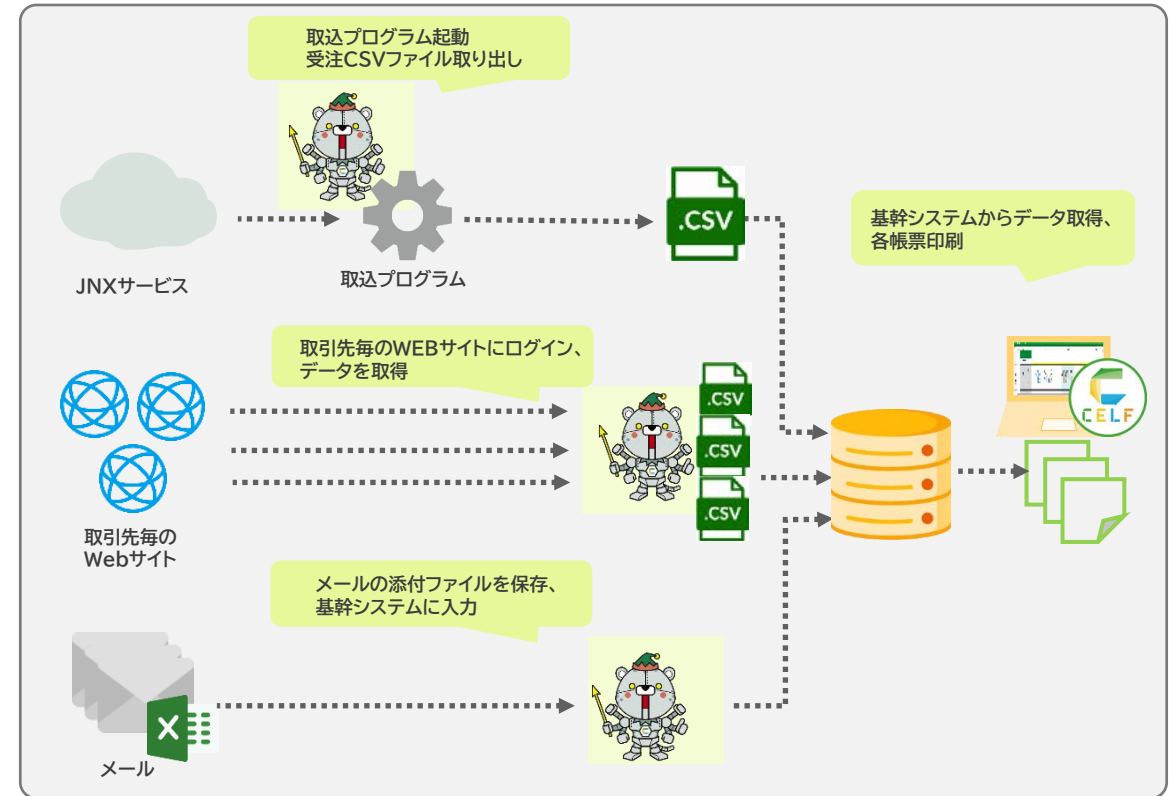 取込プログラム起動
受注CSVファイル取り出し
JNXサービス
取込プログラム
.CSV
基幹システムからデータ取得、
各帳票印刷
取引先毎のWEBサイトにログイン、
データを取得
.CSV
.CSV
.CSV
CELF
取引先毎の
Webサイト
メールの添付ファイルを保存、
基幹システムに入力
X
メール